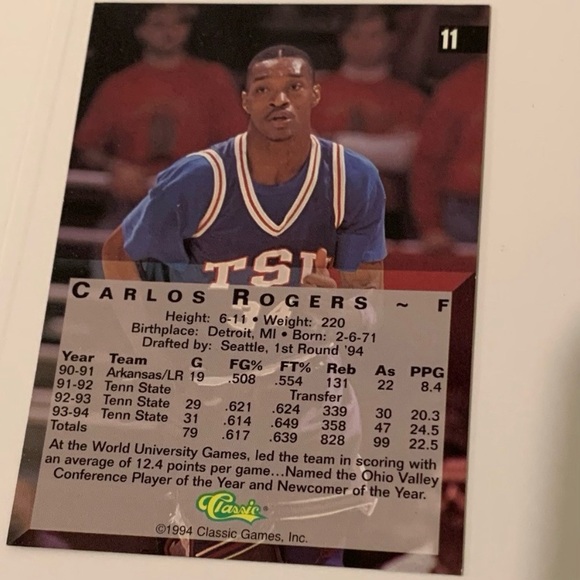 11
TSU
CARLOS ROGERS ~ F
Height: 6-11 • Weight: 220
Birthplace: Detroit, MI • Born: 2-6-71
Drafted by: Seattle, 1st Round '94
Year Team G FG% FT% Reb As PPG
90-91 Arkansas/LR 19 .508 .554 131 22 8.4
91-92 Tenn State Transfer
92-93 Tenn State 29 .621 .624 339 30 20.3
93-94 Tenn State 31 .614 .649 358 47 24.5
Totals 79 .617 .639 828 99 22.5
At the World University Games, led the team in scoring with
an average of 12.4 points per game...Named the Ohio Valley
Conference Player of the Year and Newcomer of the Year.
Classic
©1994 Classic Games, Inc.